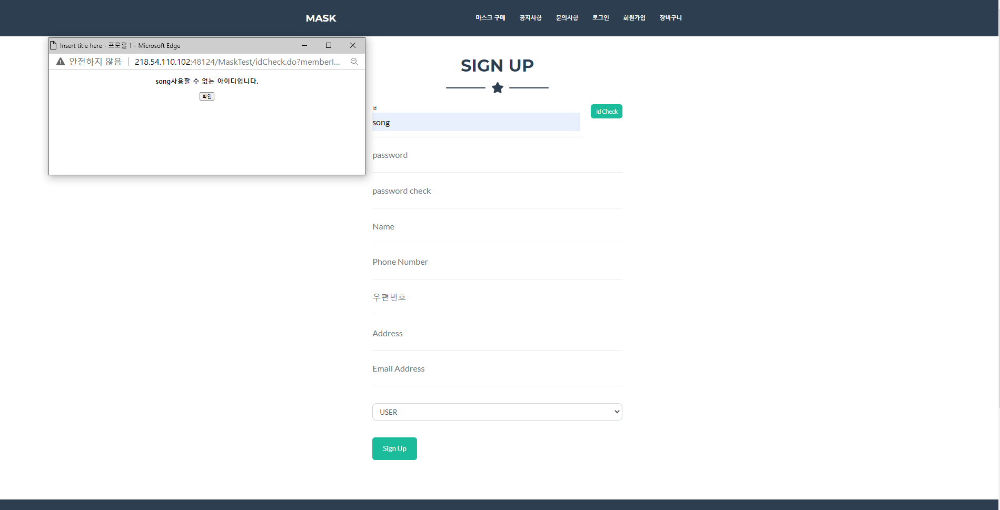 MASK
마스크 구매
공지사항
문의사항
로그인
회원가입
장바구니
Insert title here - 프로필 1 - Microsoft Edge
안전하지 않음 | 218.54.110.102:48124/MaskTest/idCheck.do?memberI...
song사용할 수 없는 아이디입니다.
확인
SIGN UP
Id
song
Id Check
password
password check
Name
Phone Number
우편번호
Address
Email Address
USER
Sign Up